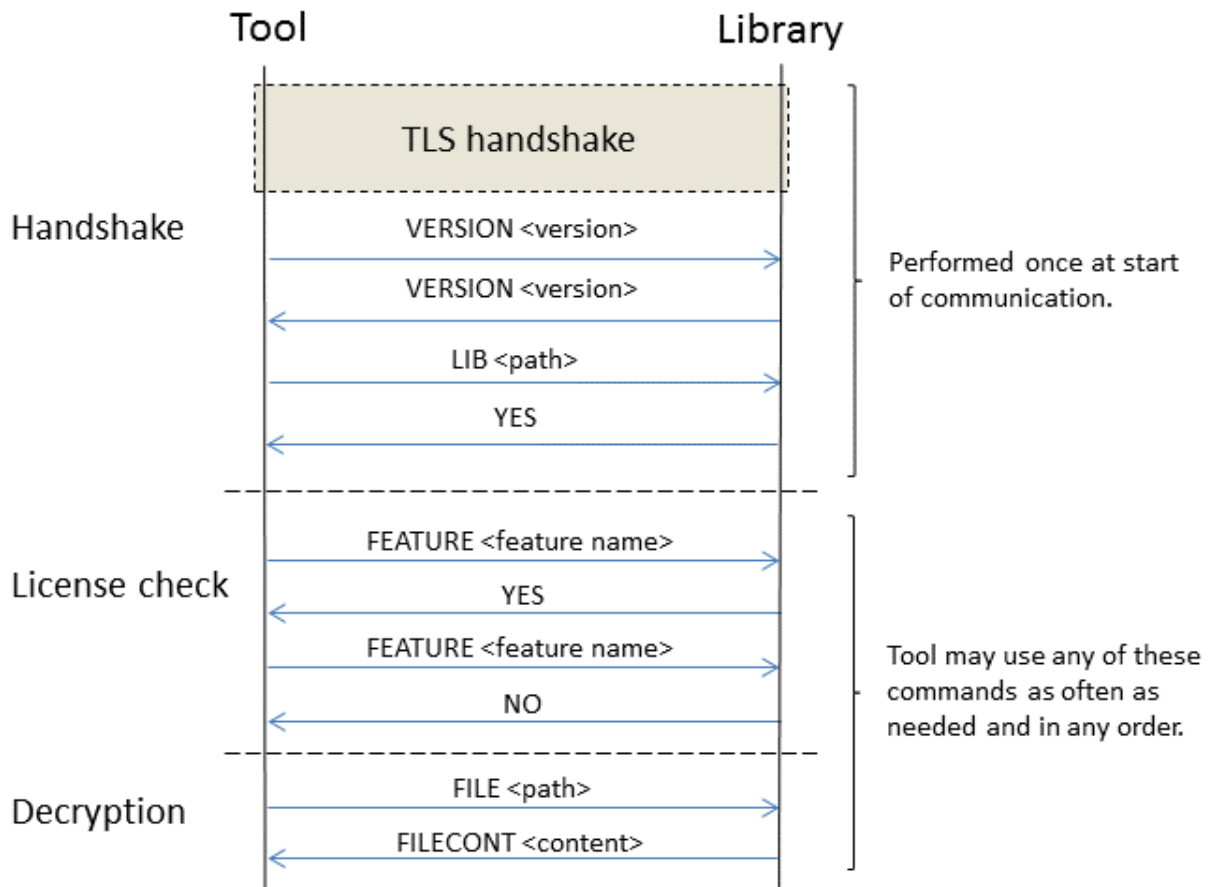 Tool
Library
TLS handshake
Handshake
VERSION <version>
VERSION <version>
LIB <path>
YES
Performed once at start
of communication.
License check
FEATURE <feature name>
YES
FEATURE <feature name>
NO
Tool may use any of these
commands as often as
needed and in any order.
Decryption
FILE <path>
FILECONT <content>